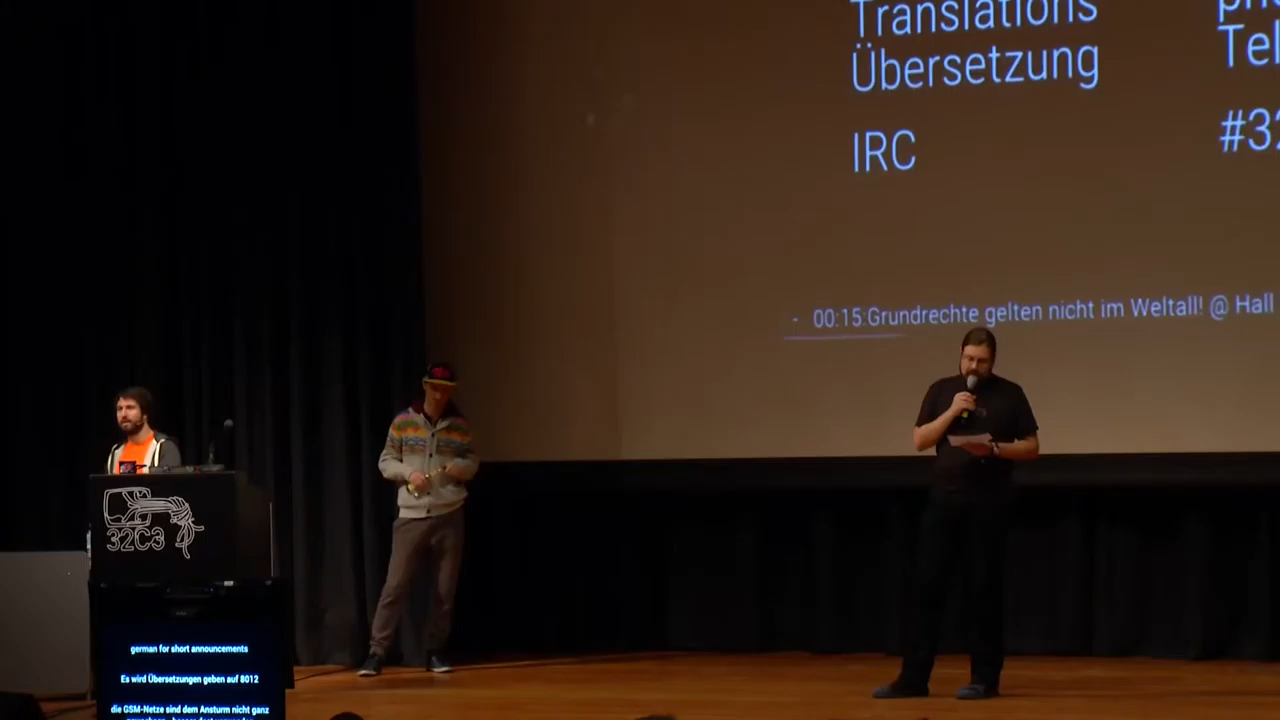 Translations
Übersetzung
IRC
Tel
#32
- 00:15:Grundrechte gelten nicht im Weltall! @ Hall
32C3
german for short announcements
Es wird Übersetzungen geben auf 8012
die GSM-Netze sind dem Ansturm nicht ganz